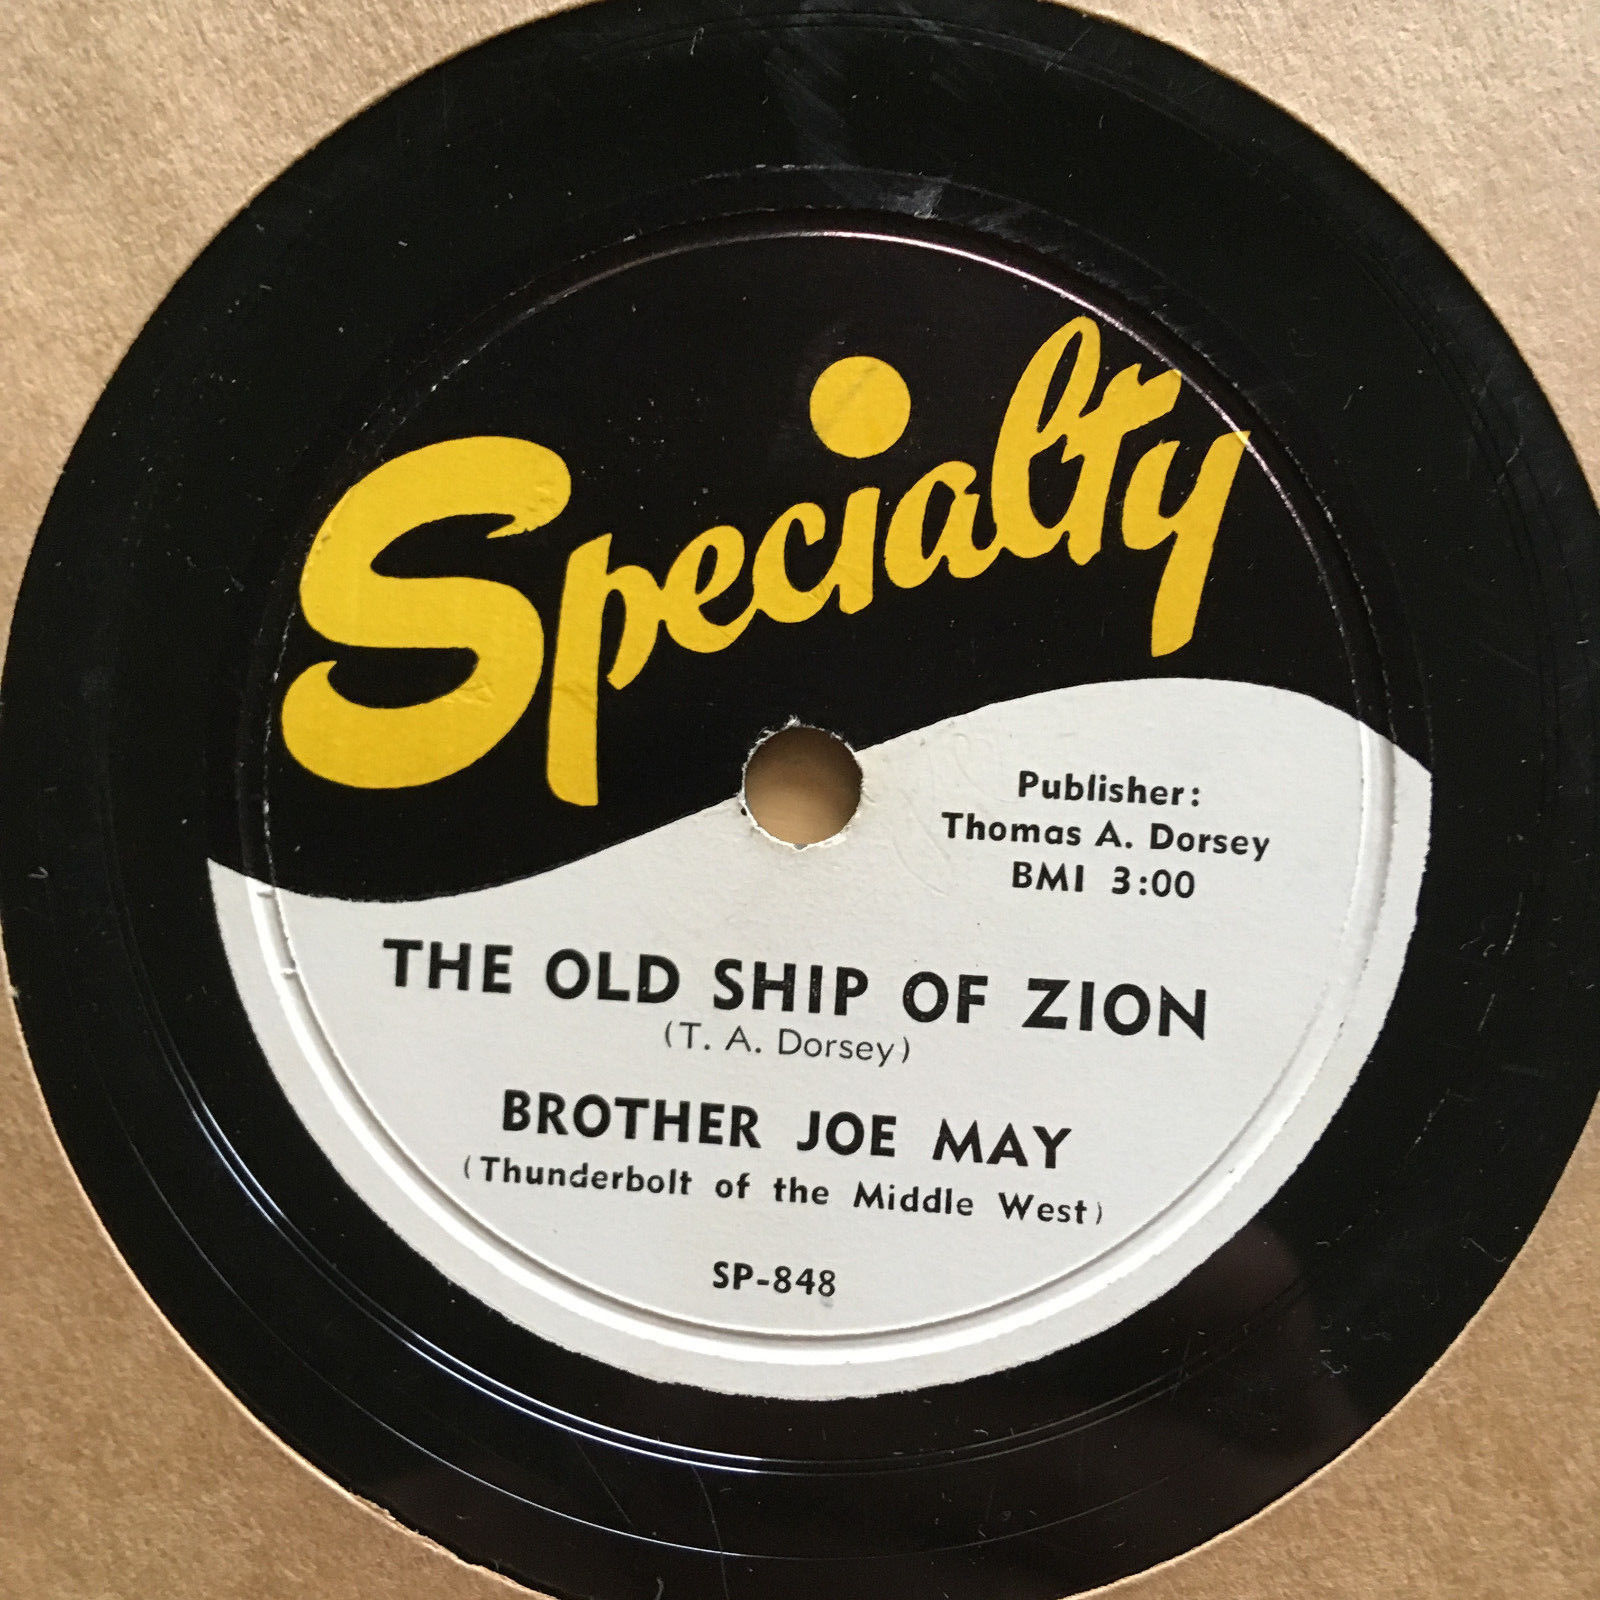 Specialty
Publisher:
Thomas A. Dorsey
BMI 3:00
THE OLD SHIP OF ZION
(T. A. Dorsey)
BROTHER JOE MAY
(Thunderbolt of the Middle West)
SP-848